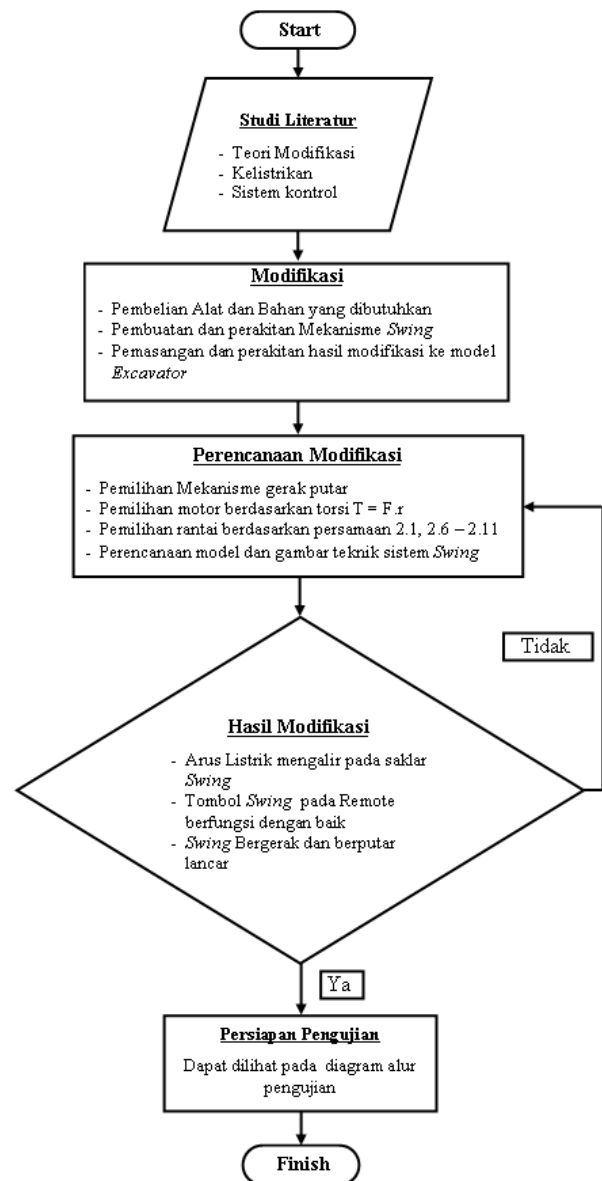 Start
Studi Literatur
- Teori Modifikasi
- Kelistrikan
- Sistem kontrol
Modifikasi
- Pembelian Alat dan Bahan yang dibutuhkan
- Pembuatan dan perakitan Mekanisme Swing
- Pemasangan dan perakitan hasil modifikasi ke model
Excavator
Perencanaan Modifikasi
- Pemilihan Mekanisme gerak putar
- Pemilihan motor berdasarkan torsi T = F.r
- Pemilihan rantai berdasarkan persamaan 2.1, 2.6 – 2.11
- Perencanaan model dan gambar teknik sistem Swing
Tidak
Hasil Modifikasi
- Arus Listrik mengalir pada saklar
Swing
- Tombol Swing pada Remote
berfungsi dengan baik
- Swing Bergerak dan berputar
lancar
Ya
Persiapan Pengujian
Dapat dilihat pada diagram alur
pengujian
Finish